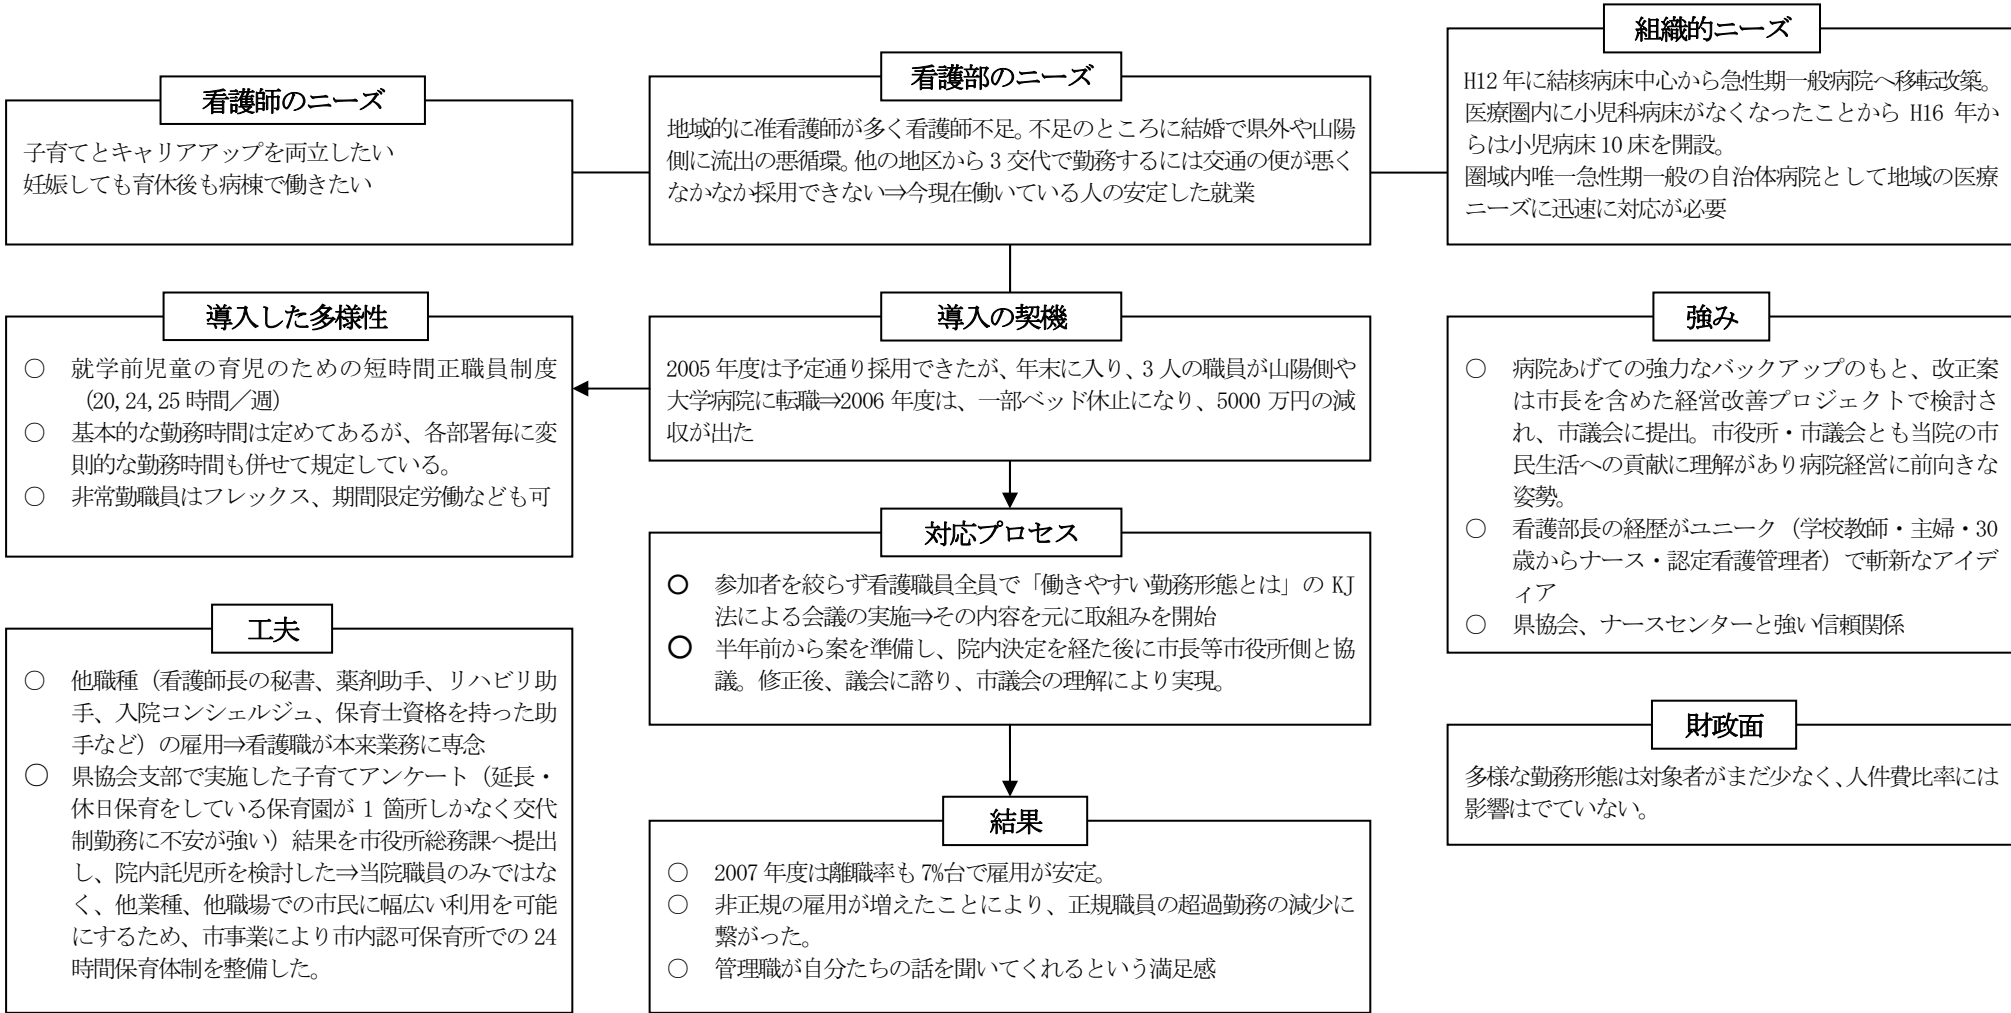 看護師のニーズ
子育てとキャリアアップを両立したい
妊娠しても育休後も病棟で働きたい
看護部のニーズ
地域的に准看護師が多く看護師不足。不足のところに結婚で県外や山陽
側に流出の悪循環。他の地区から 3 交代で勤務するには交通の便が悪く
なかなか採用できない⇒今現在働いている人の安定した就業
組織的ニーズ
H12 年に結核病床中心から急性期一般病院へ移転改築。
医療圏内に小児科病床がなくなったことから H16 年か
らは小児病床 10 床を開設。
圏域内唯一急性期一般の自治体病院として地域の医療
ニーズに迅速に対応が必要
導入した多様性
○ 就学前児童の育児のための短時間正職員制度
（20,24,25 時間／週）
○ 基本的な勤務時間は定めてあるが、各部署毎に変
則的な勤務時間も併せて規定している。
○ 非常勤職員はフレックス、期間限定労働なども可
導入の契機
2005 年度は予定通り採用できたが、年末に入り、3 人の職員が山陽側や
大学病院に転職⇒2006 年度は、一部ベッド休止になり、5000 万円の減
収が出た
強み
○ 病院あげての強力なバックアップのもと、改正案
は市長を含めた経営改善プロジェクトで検討さ
れ、市議会に提出。市役所・市議会とも当院の市
民生活への貢献に理解があり病院経営に前向きな
姿勢。
○ 看護部長の経歴がユニーク（学校教師・主婦・30
歳からナース・認定看護管理者）で斬新なアイデ
ィア
○ 県協会、ナースセンターと強い信頼関係
対応プロセス
○ 参加者を絞らず看護職員全員で「働きやすい勤務形態とは」の KJ
法による会議の実施⇒その内容を元に取組みを開始
○ 半年前から案を準備し、院内決定を経た後に市長等市役所側と協
議。修正後、議会に諮り、市議会の理解により実現。
工夫
○ 他職種（看護師長の秘書、薬剤助手、リハビリ助
手、入院コンシェルジュ、保育士資格を持った助
手など）の雇用⇒看護職が本来業務に専念
○ 県協会支部で実施した子育てアンケート（延長・
休日保育をしている保育園が 1 箇所しかなく交代
制勤務に不安が強い）結果を市役所総務課へ提出
し、院内託児所を検討した⇒当院職員のみではな
く、他業種、他職場での市民に幅広い利用を可能
にするため、市事業により市内認可保育所での 24
時間保育体制を整備した。
財政面
多様な勤務形態は対象者がまだ少なく、人件費比率には
影響はでていない。
結果
○ 2007 年度は離職率も 7%台で雇用が安定。
○ 非正規の雇用が増えたことにより、正規職員の超過勤務の減少に
繋がった。
○ 管理職が自分たちの話を聞いてくれるという満足感